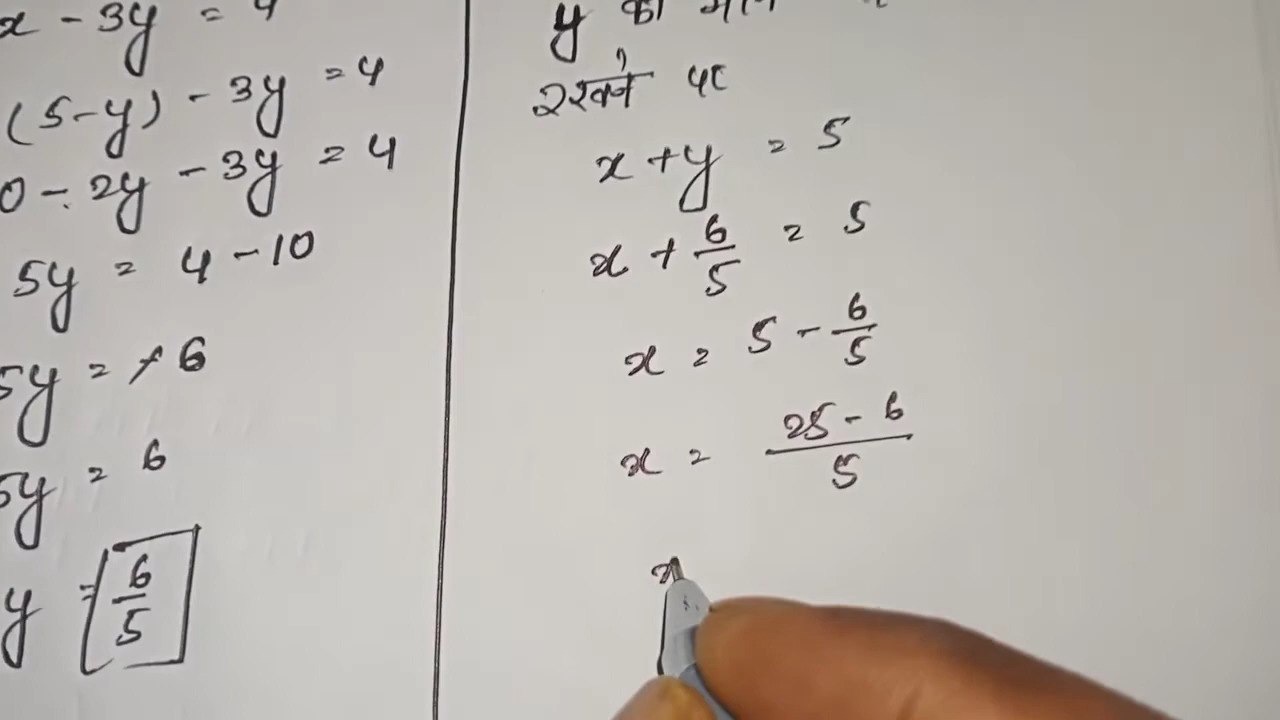 x - 3y = 4
(5-y) - 3y = 4
0 - 2y - 3y = 4
5y = 4 - 10
5y = - 6
5y = 6
y = 6/5
y का मान
रखने पर
x + y = 5
x + 6/5 = 5
x = 5 - 6/5
x = 25 - 6 / 5
x